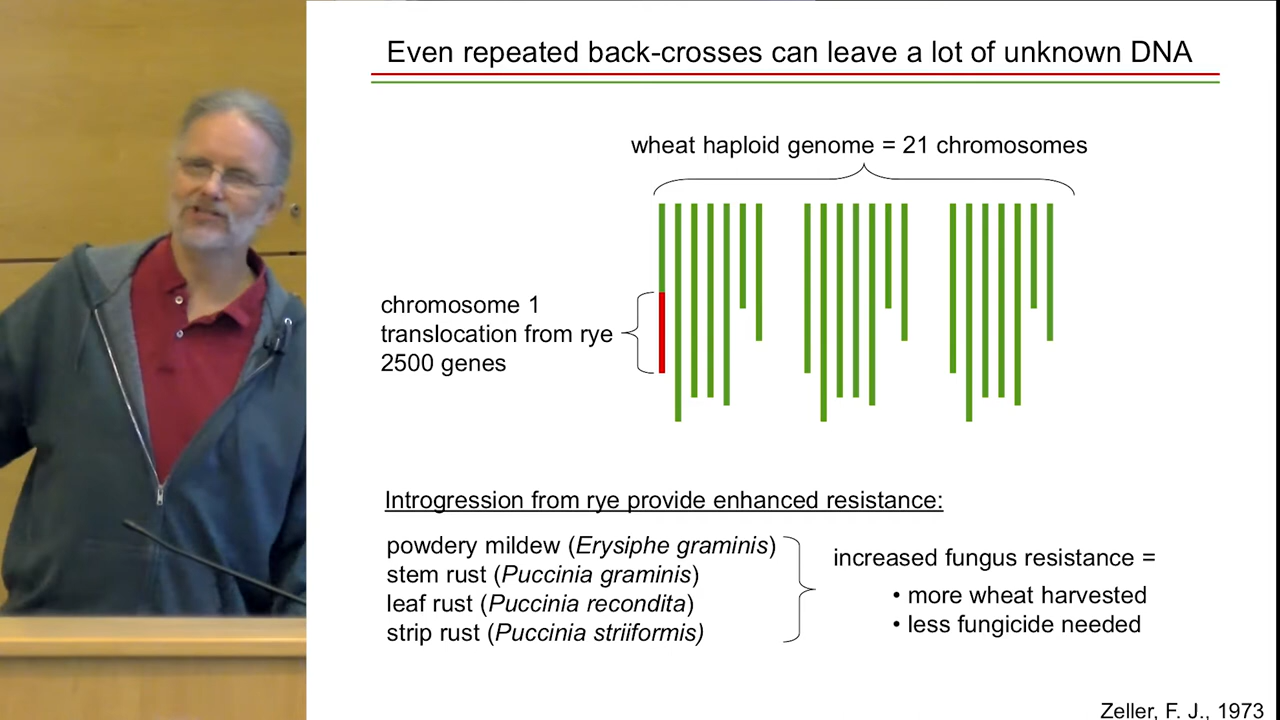 Even repeated back-crosses can leave a lot of unknown DNA
wheat haploid genome = 21 chromosomes
chromosome 1
translocation from rye
2500 genes
Introgression from rye provide enhanced resistance:
powdery mildew (Erysiphe graminis)
stem rust (Puccinia graminis)
leaf rust (Puccinia recondita)
strip rust (Puccinia striiformis)
increased fungus resistance =
• more wheat harvested
• less fungicide needed
Zeller, F. J., 1973